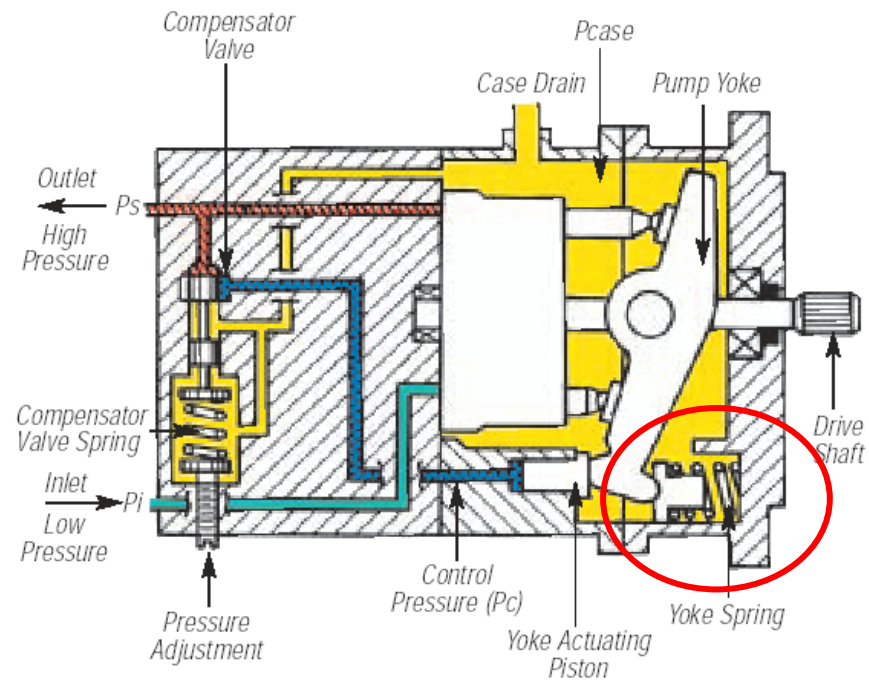 Compensator
Valve
Pcase
Case Drain
Pump Yoke
Outlet
Ps
High
Pressure
Compensator
Valve Spring
Drive
Shaft
Inlet
Pi
Low
Pressure
Control
Pressure (Pc)
Yoke Spring
Pressure
Adjustment
Yoke Actuating
Piston